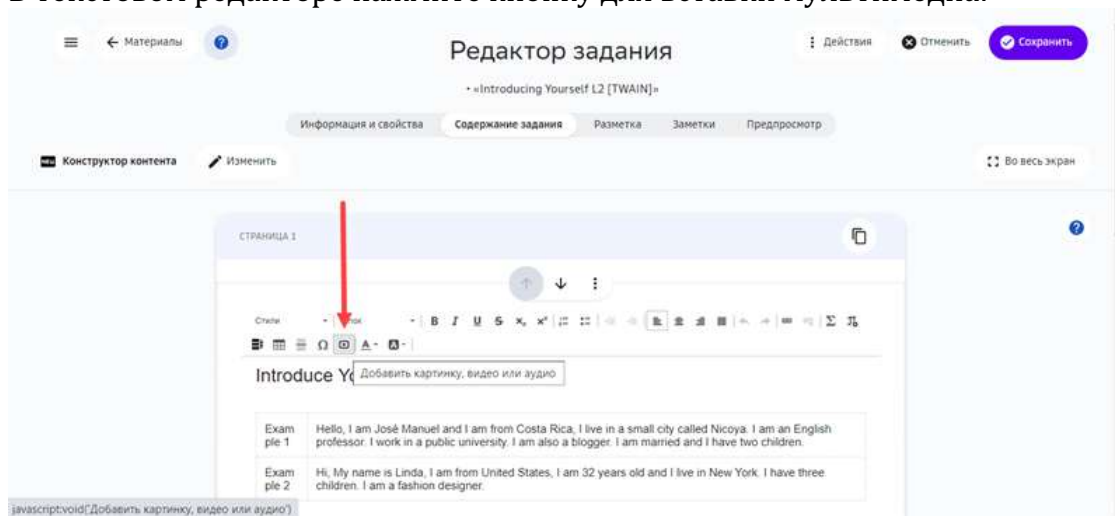 В текстовом редакторе нажмите кнопку для вставки мультимедиа.
Материалы
Редактор задания
Действия
Отменить
Сохранить
• «Introducing Yourself L2 [TWAIN]»
Информация и свойства Содержание задания Разметка Заметки Предпросмотр
Конструктор контента
Изменить
Во весь экран
СТРАНИЦА 1
Стили
B I U S x₂ x² Σ
Ω A A
Introduce
Добавить картинку, видео или аудио
Exam
ple 1
Hello, I am José Manuel and I am from Costa Rica, I live in a small city called Nicoya. I am an English
professor. I work in a public university. I am also a blogger. I am married and I have two children.
Exam
ple 2
Hi, My name is Linda, I am from United States, I am 32 years old and I live in New York. I have three
children. I am a fashion designer.
javascript:void('Добавить картинку, видео или аудио')